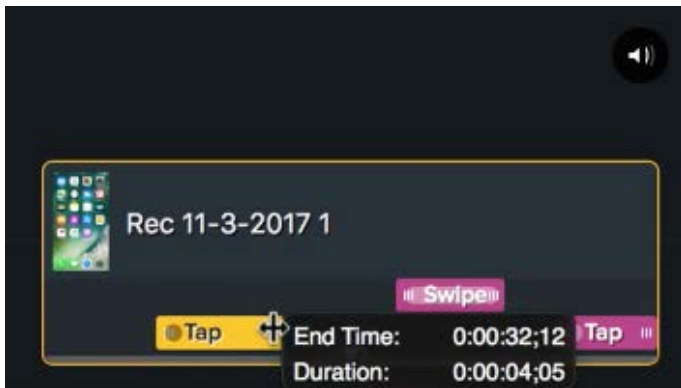 Rec 11-3-2017 1
Swipe
Tap
End Time: 0:00:32;12
Tap
Duration: 0:00:04;05